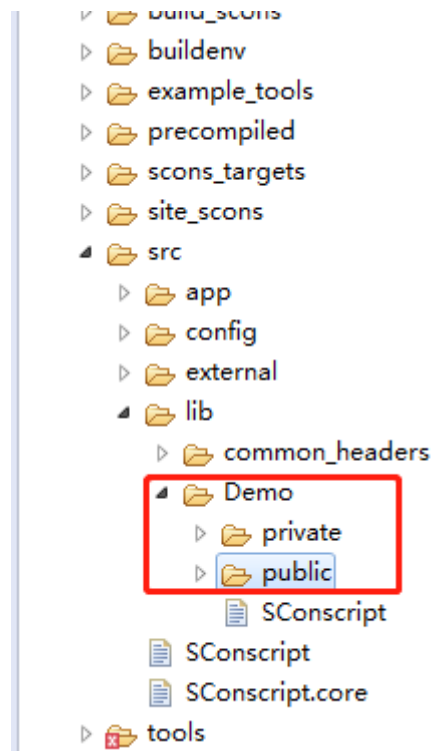 build_scons
buildenv
example_tools
precompiled
scons_targets
site_scons
src
app
config
external
lib
common_headers
Demo
private
public
SConscript
SConscript
SConscript.core
tools